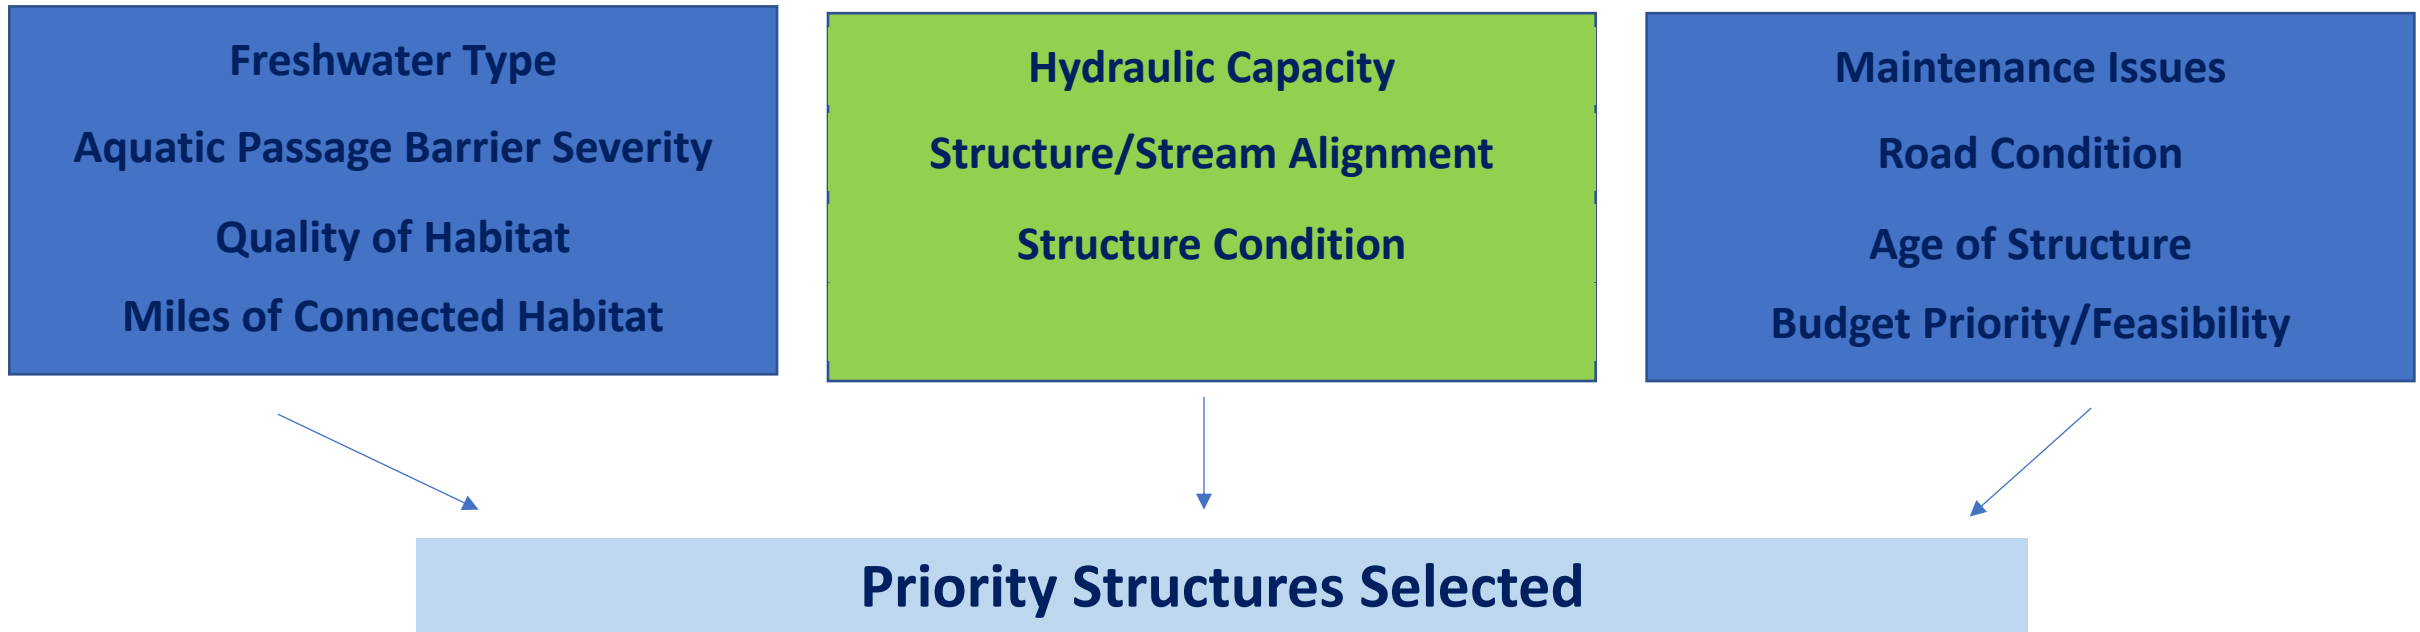 Freshwater Type
Aquatic Passage Barrier Severity
Quality of Habitat
Miles of Connected Habitat
Hydraulic Capacity
Structure/Stream Alignment
Structure Condition
Maintenance Issues
Road Condition
Age of Structure
Budget Priority/Feasibility
Priority Structures Selected